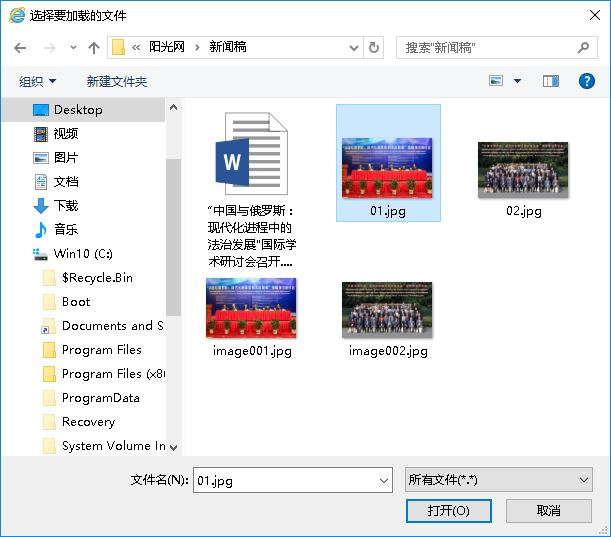 选择要加载的文件
« 阳光网 › 新闻稿
搜索"新闻稿"
组织
新建文件夹
Desktop
视频
图片
文档
下载
音乐
Win10 (C:)
$Recycle.Bin
Boot
Documents and S
Program Files
Program Files (x86
ProgramData
Recovery
System Volume In
W
"中国与俄罗斯：
现代化进程中的
法治发展"国际学
术研讨会召开....
01.jpg
02.jpg
image001.jpg
image002.jpg
文件名(N):
01.jpg
所有文件(*.*)
打开(O)
取消